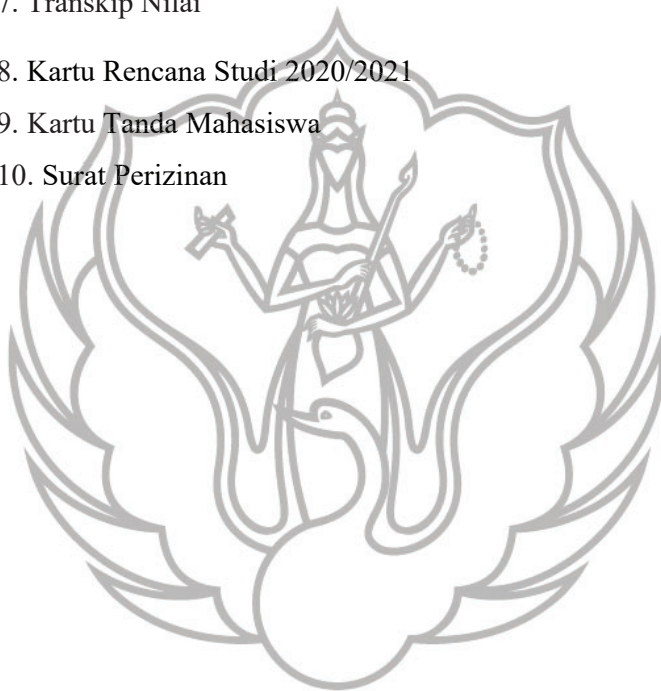 7. Transkip Nilai
8. Kartu Rencana Studi 2020/2021
9. Kartu Tanda Mahasiswa
10. Surat Perizinan